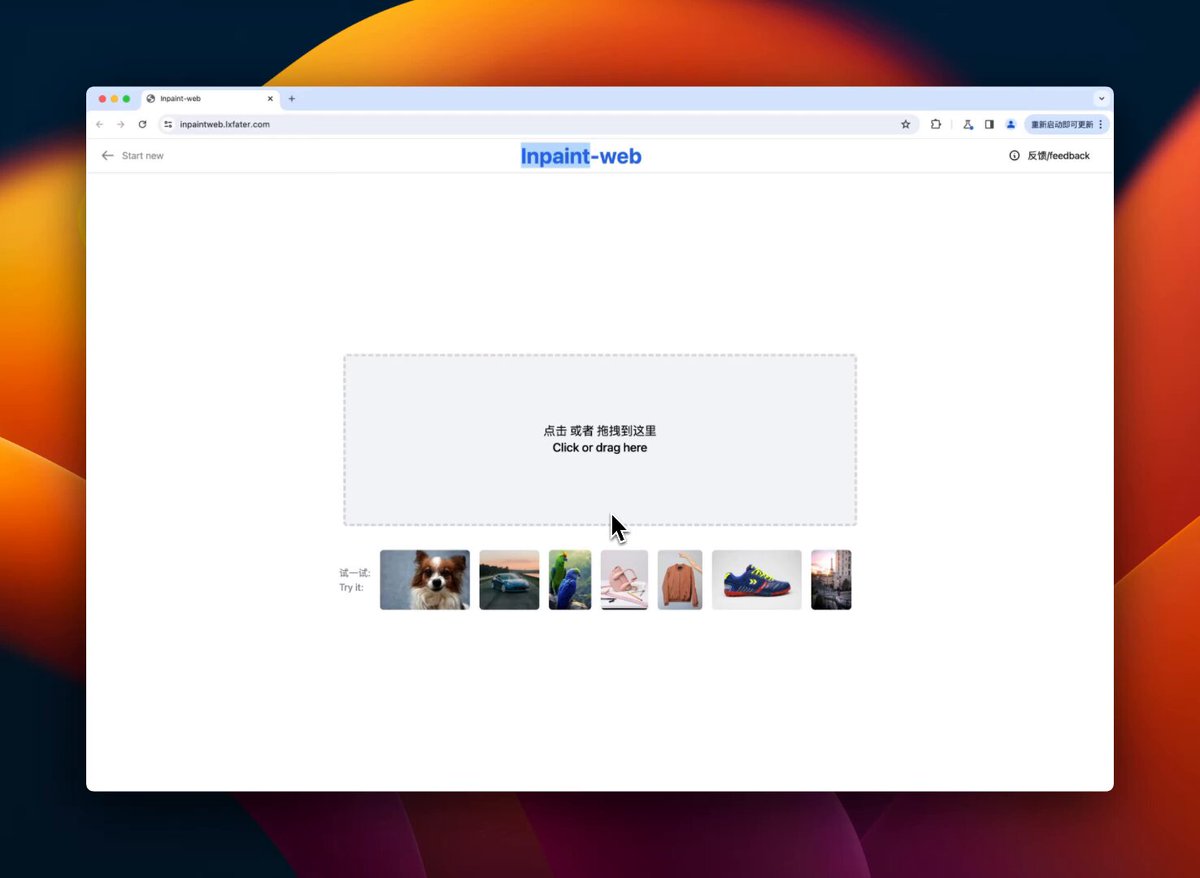 Inpaint-web
inpaintweb.lxfater.com
重新启动即可更新
Start new
Inpaint-web
反馈/feedback
点击 或者 拖拽到这里
Click or drag here
试一试:
Try it: